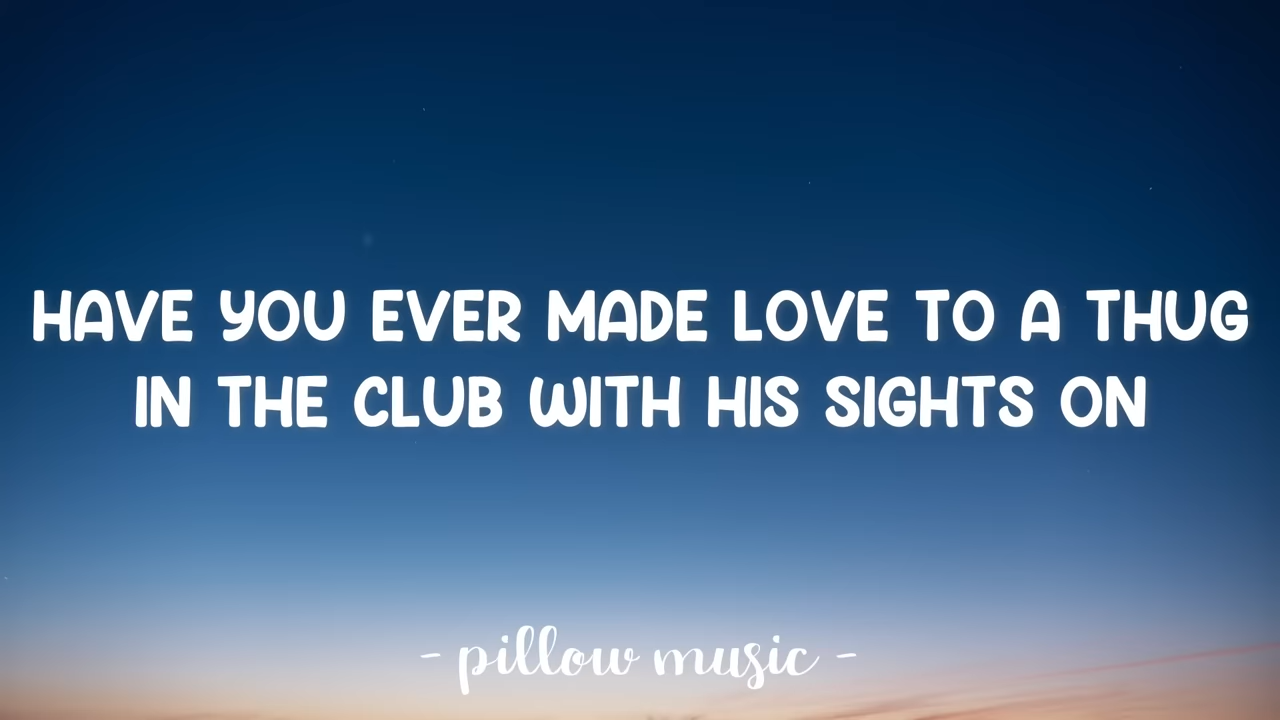 HAVE YOU EVER MADE LOVE TO A THUG
IN THE CLUB WITH HIS SIGHTS ON
- pillow music -